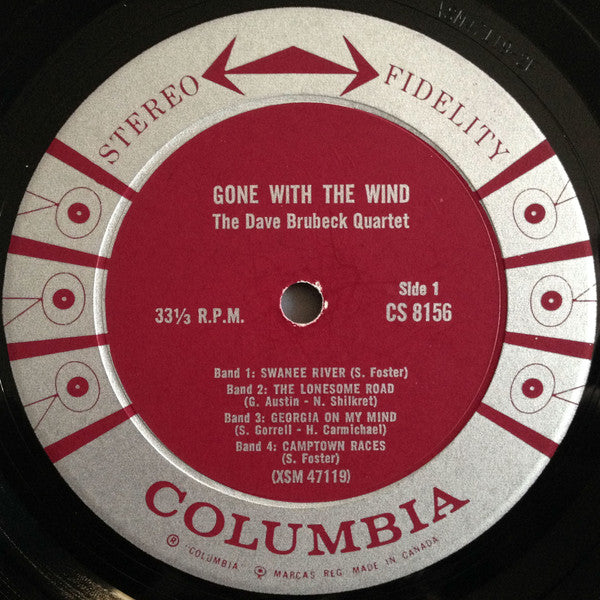 STEREO FIDELITY
GONE WITH THE WIND
The Dave Brubeck Quartet
Side 1
33⅓ R.P.M.
CS 8156
Band 1: SWANEE RIVER (S. Foster)
Band 2: THE LONESOME ROAD
(G. Austin - N. Shilkret)
Band 3: GEORGIA ON MY MIND
(S. Gorrell - H. Carmichael)
Band 4: CAMPTOWN RACES
(S. Foster)
(XSM 47119)
COLUMBIA
® "COLUMBIA" MARCAS REG. MADE IN CANADA